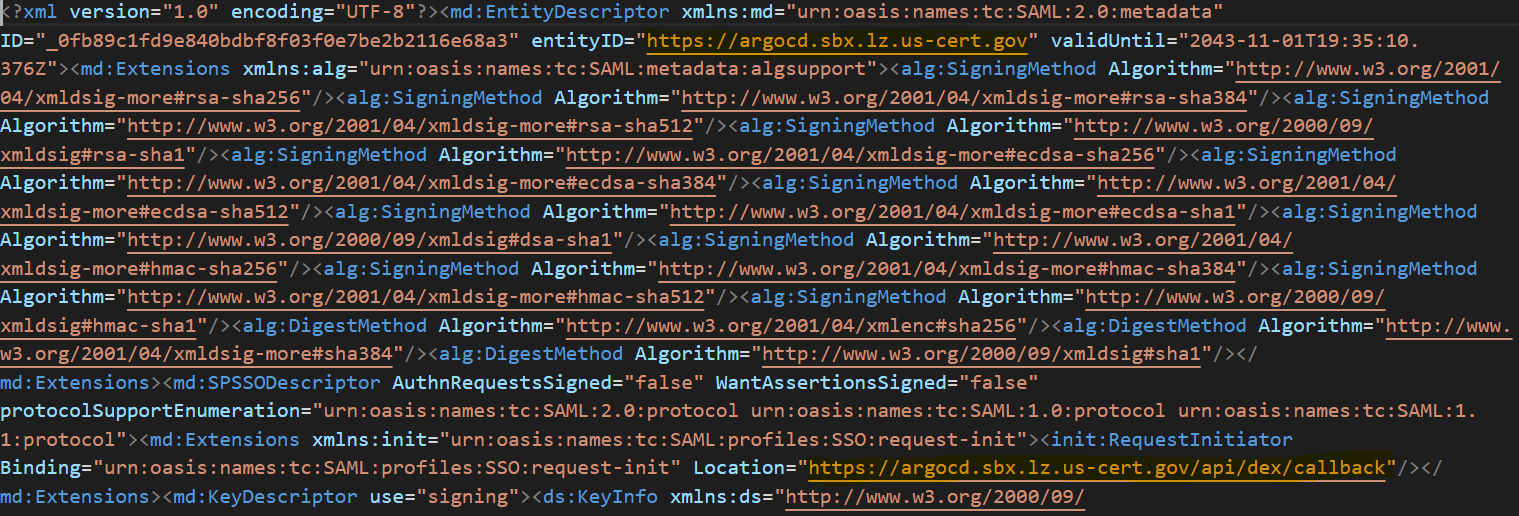 <?xml version="1.0" encoding="UTF-8"?><md:EntityDescriptor xmlns:md="urn:oasis:names:tc:SAML:2.0:metadata"
ID="_0fb89c1fd9e840bdbf8f03f0e7be2b2116e68a3" entityID="https://argocd.sbx.lz.us-cert.gov" validUntil="2043-11-01T19:35:10.
376Z"><md:Extensions xmlns:alg="urn:oasis:names:tc:SAML:metadata:algsupport"><alg:SigningMethod Algorithm="http://www.w3.org/2001/
04/xmldsig-more#rsa-sha256"/><alg:SigningMethod Algorithm="http://www.w3.org/2001/04/xmldsig-more#rsa-sha384"/><alg:SigningMethod
Algorithm="http://www.w3.org/2001/04/xmldsig-more#rsa-sha512"/><alg:SigningMethod Algorithm="http://www.w3.org/2000/09/
xmldsig#rsa-sha1"/><alg:SigningMethod Algorithm="http://www.w3.org/2001/04/xmldsig-more#ecdsa-sha256"/><alg:SigningMethod
Algorithm="http://www.w3.org/2001/04/xmldsig-more#ecdsa-sha384"/><alg:SigningMethod Algorithm="http://www.w3.org/2001/04/
xmldsig-more#ecdsa-sha512"/><alg:SigningMethod Algorithm="http://www.w3.org/2001/04/xmldsig-more#ecdsa-sha1"/><alg:SigningMethod
Algorithm="http://www.w3.org/2000/09/xmldsig#dsa-sha1"/><alg:SigningMethod Algorithm="http://www.w3.org/2001/04/
xmldsig-more#hmac-sha256"/><alg:SigningMethod Algorithm="http://www.w3.org/2001/04/xmldsig-more#hmac-sha384"/><alg:SigningMethod
Algorithm="http://www.w3.org/2001/04/xmldsig-more#hmac-sha512"/><alg:SigningMethod Algorithm="http://www.w3.org/2000/09/
xmldsig#hmac-sha1"/><alg:DigestMethod Algorithm="http://www.w3.org/2001/04/xmlenc#sha256"/><alg:DigestMethod Algorithm="http://www.
w3.org/2001/04/xmldsig-more#sha384"/><alg:DigestMethod Algorithm="http://www.w3.org/2000/09/xmldsig#sha1"/></
md:Extensions><md:SPSSODescriptor AuthnRequestsSigned="false" WantAssertionsSigned="false"
protocolSupportEnumeration="urn:oasis:names:tc:SAML:2.0:protocol urn:oasis:names:tc:SAML:1.0:protocol urn:oasis:names:tc:SAML:1.
1:protocol"><md:Extensions xmlns:init="urn:oasis:names:tc:SAML:profiles:SSO:request-init"><init:RequestInitiator
Binding="urn:oasis:names:tc:SAML:profiles:SSO:request-init" Location="https://argocd.sbx.lz.us-cert.gov/api/dex/callback"/></
md:Extensions><md:KeyDescriptor use="signing"><ds:KeyInfo xmlns:ds="http://www.w3.org/2000/09/